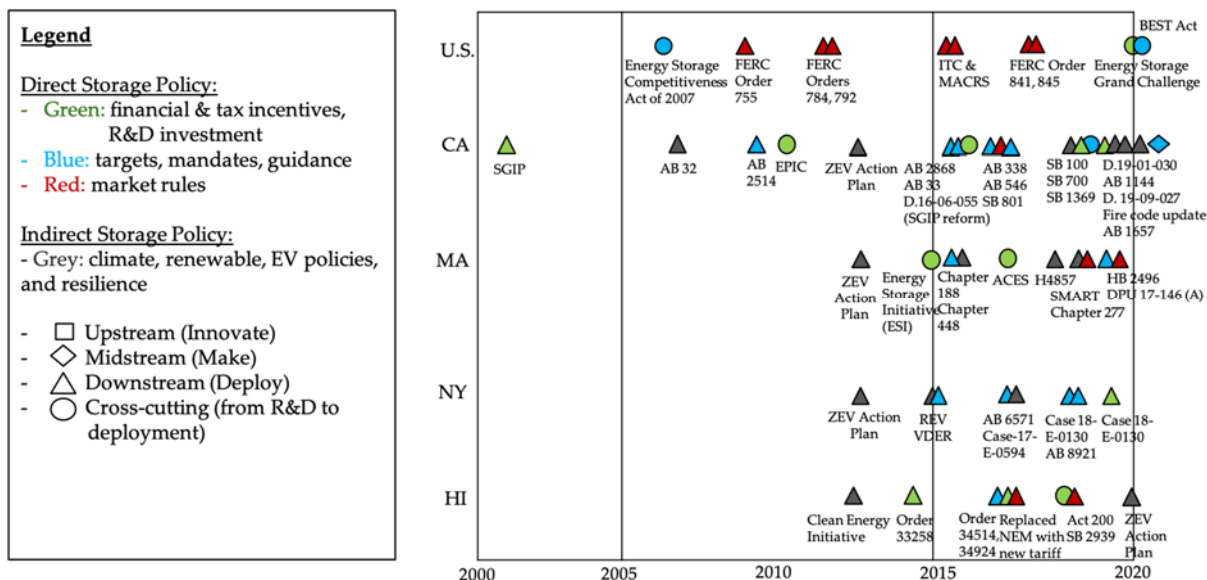 Legend
Direct Storage Policy:
- Green: financial & tax incentives,
R&D investment
- Blue: targets, mandates, guidance
- Red: market rules
Indirect Storage Policy:
- Grey: climate, renewable, EV policies,
and resilience
- Upstream (Innovate)
- Midstream (Make)
- Downstream (Deploy)
- Cross-cutting (from R&D to
deployment)
U.S.
BEST Act
Energy Storage
Competitiveness
Act of 2007
FERC
Order
755
FERC
Orders
784, 792
ITC &
MACRS
FERC Order
841, 845
Energy Storage
Grand Challenge
CA
SGIP
AB 32
AB
2514
EPIC
ZEV Action
Plan
AB 2868
AB 33
D.16-06-055
(SGIP reform)
AB 338
AB 546
SB 801
SB 100
SB 700
SB 1369
D.19-01-030
AB 1144
D. 19-09-027
Fire code update
AB 1657
MA
ZEV
Action
Plan
Energy
Storage
Initiative
(ESI)
Chapter
188
Chapter
448
ACES
H4857
SMART
Chapter 277
HB 2496
DPU 17-146 (A)
NY
ZEV Action
Plan
REV
VDER
AB 6571
Case-17-
E-0594
Case 18-
E-0130
AB 8921
Case 18-
E-0130
HI
Clean Energy
Initiative
Order
33258
Order
34514,
34924
Replaced
NEM with
new tariff
Act 200
SB 2939
ZEV
Action
Plan
2000
2005
2010
2015
2020